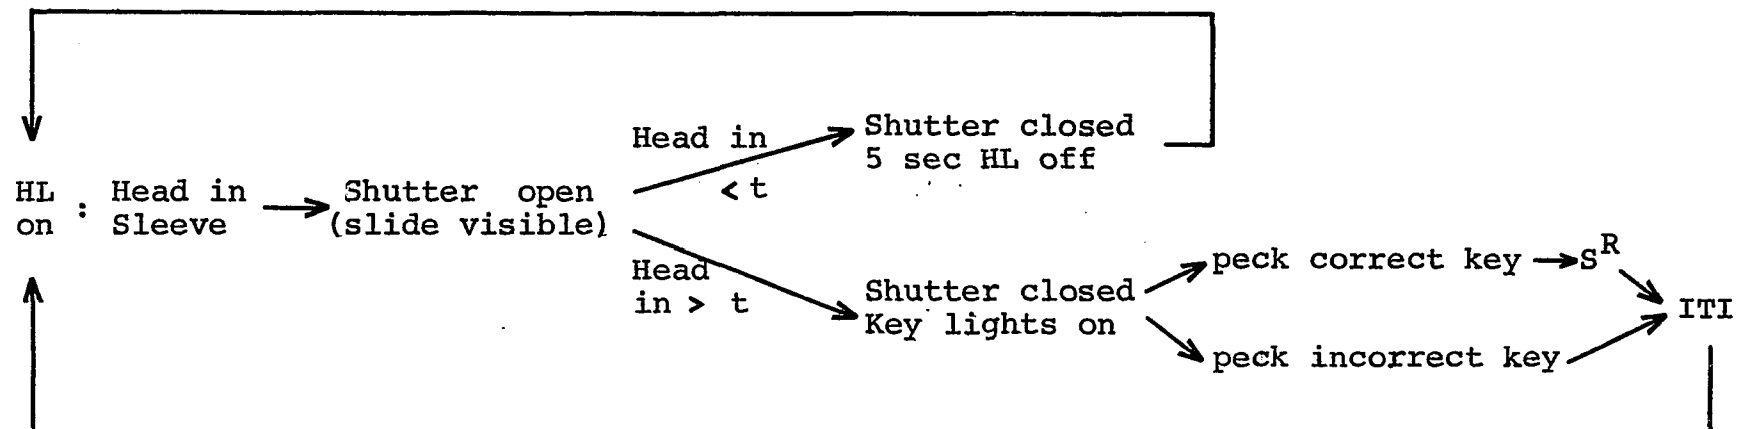 HL on : Head in Sleeve
Shutter open
(slide visible)
Head in
< t
Shutter closed
5 sec HL off
Head
in > t
Shutter closed
Key lights on
peck correct key
S^R
peck incorrect key
ITI